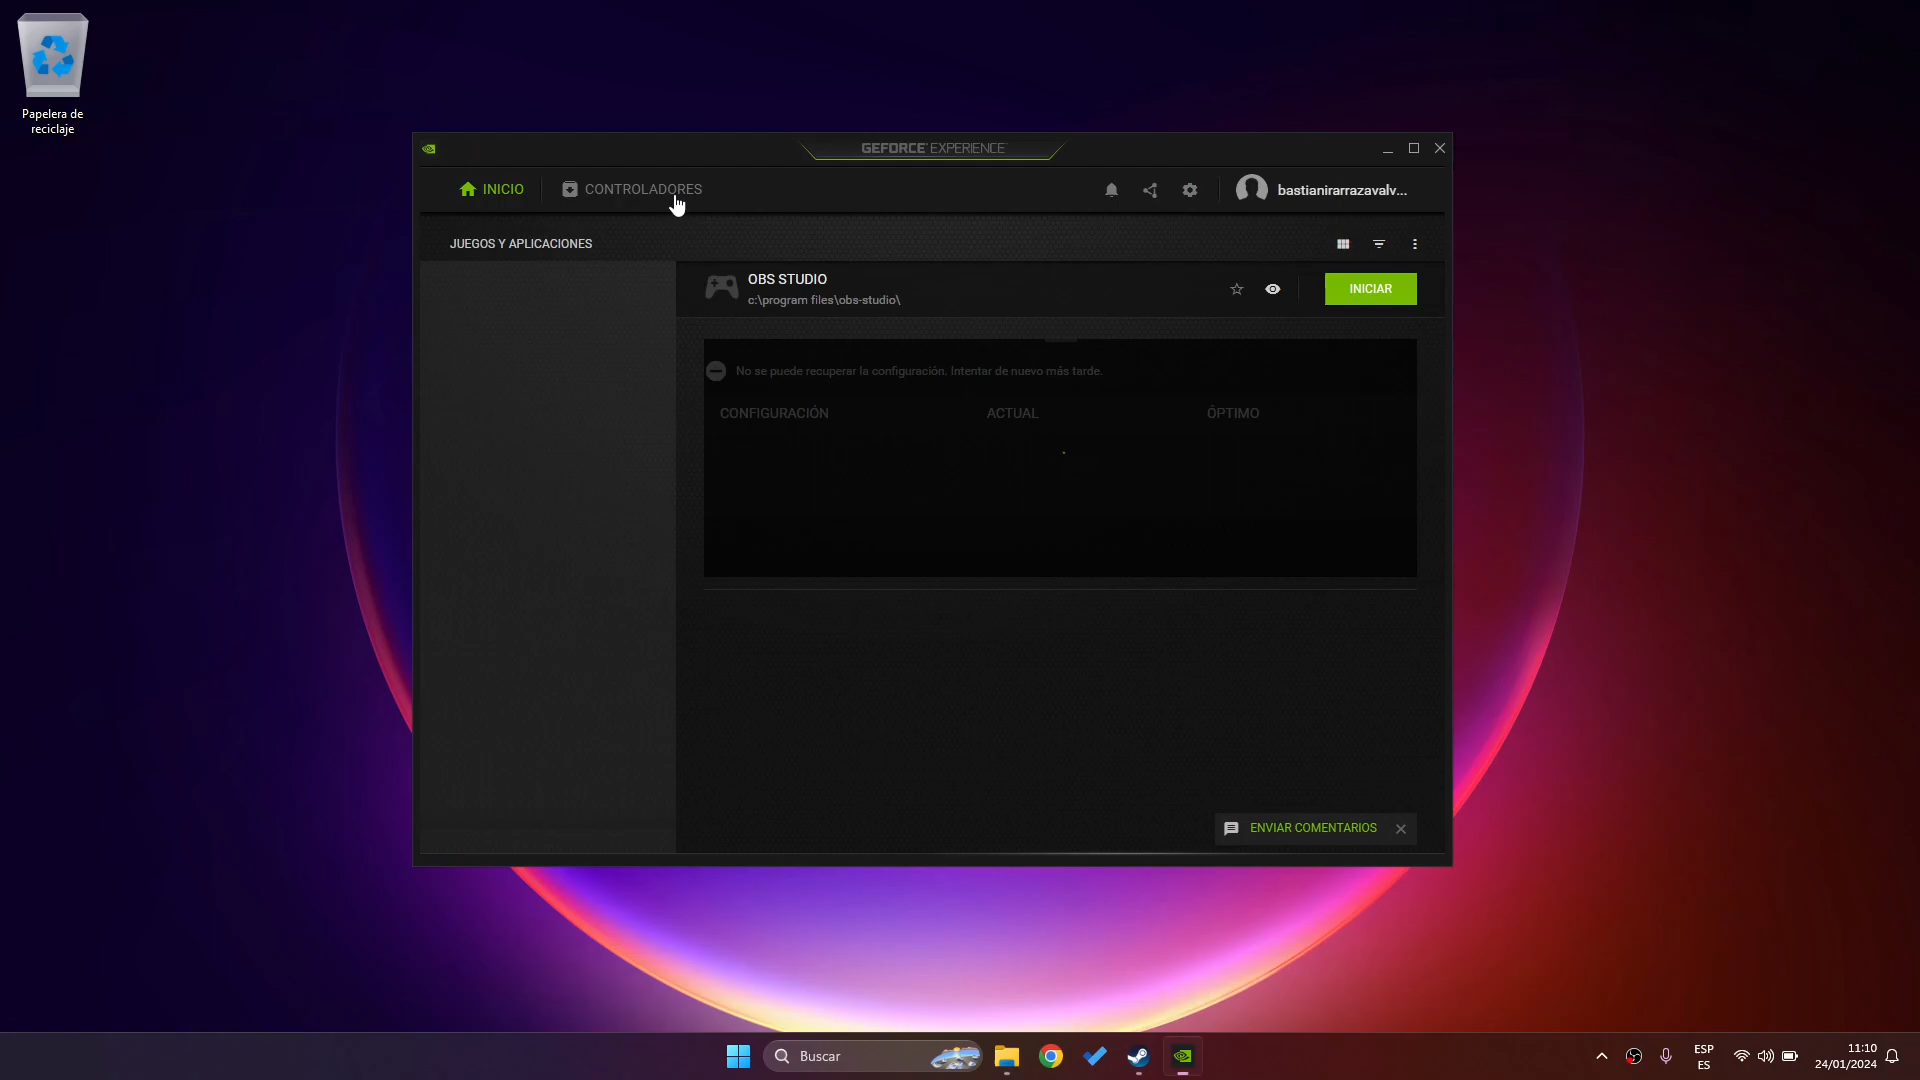 Papelera de
reciclaje
GEFORCE EXPERIENCE
INICIO
CONTROLADORES
bastianirarrazavalv...
JUEGOS Y APLICACIONES
OBS STUDIO
c:\program files\obs-studio\
INICIAR
No se puede recuperar la configuración. Intentar de nuevo más tarde.
CONFIGURACIÓN ACTUAL ÓPTIMO
ENVIAR COMENTARIOS
Buscar
ESP
ES
11:10
24/01/2024